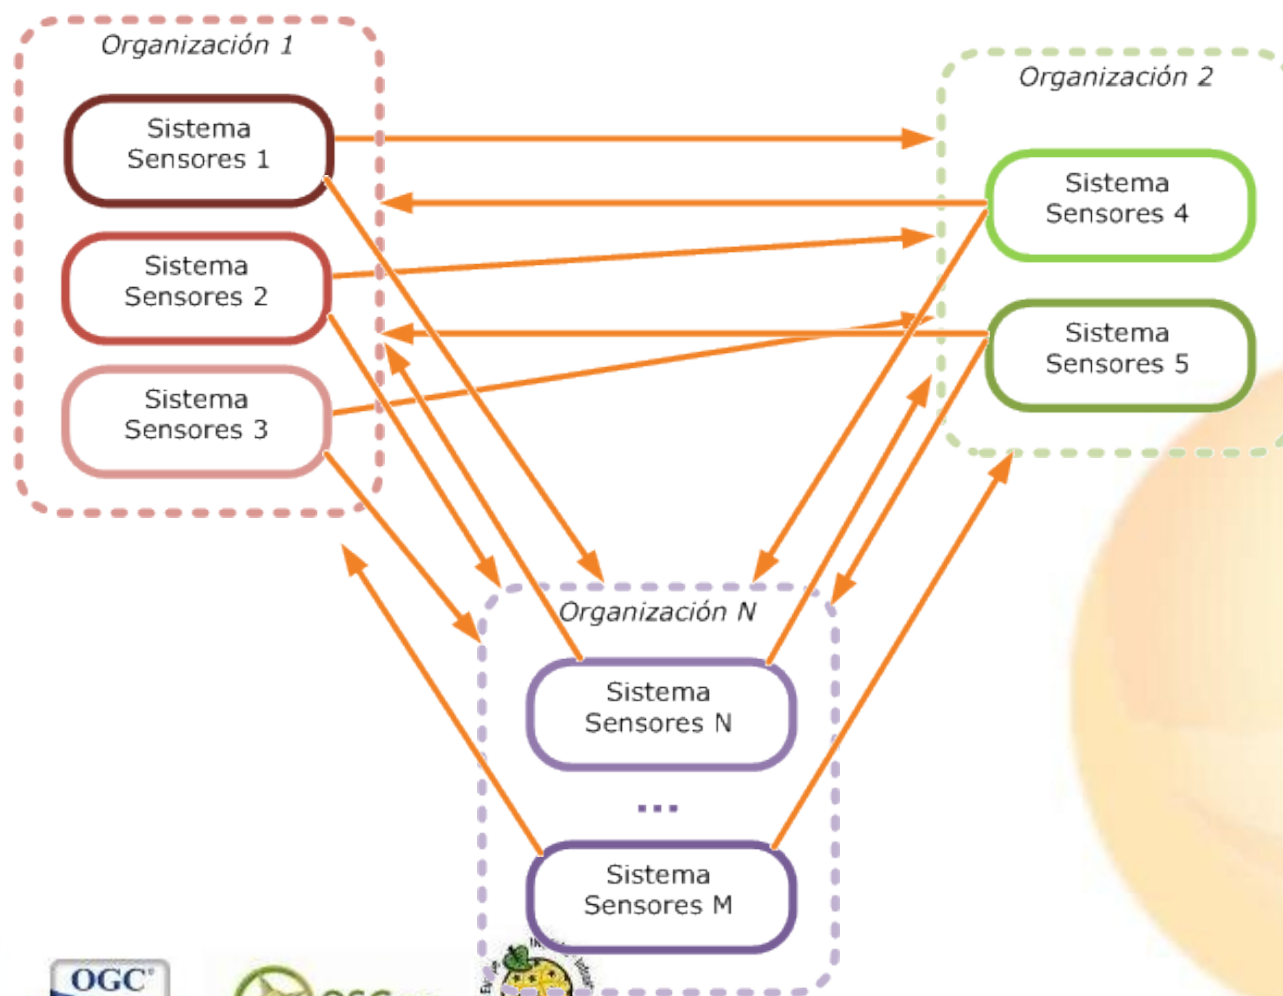 Organización 1
Sistema
Sensores 1
Sistema
Sensores 2
Sistema
Sensores 3
Organización 2
Sistema
Sensores 4
Sistema
Sensores 5
Organización N
Sistema
Sensores N
...
Sistema
Sensores M
OGC®